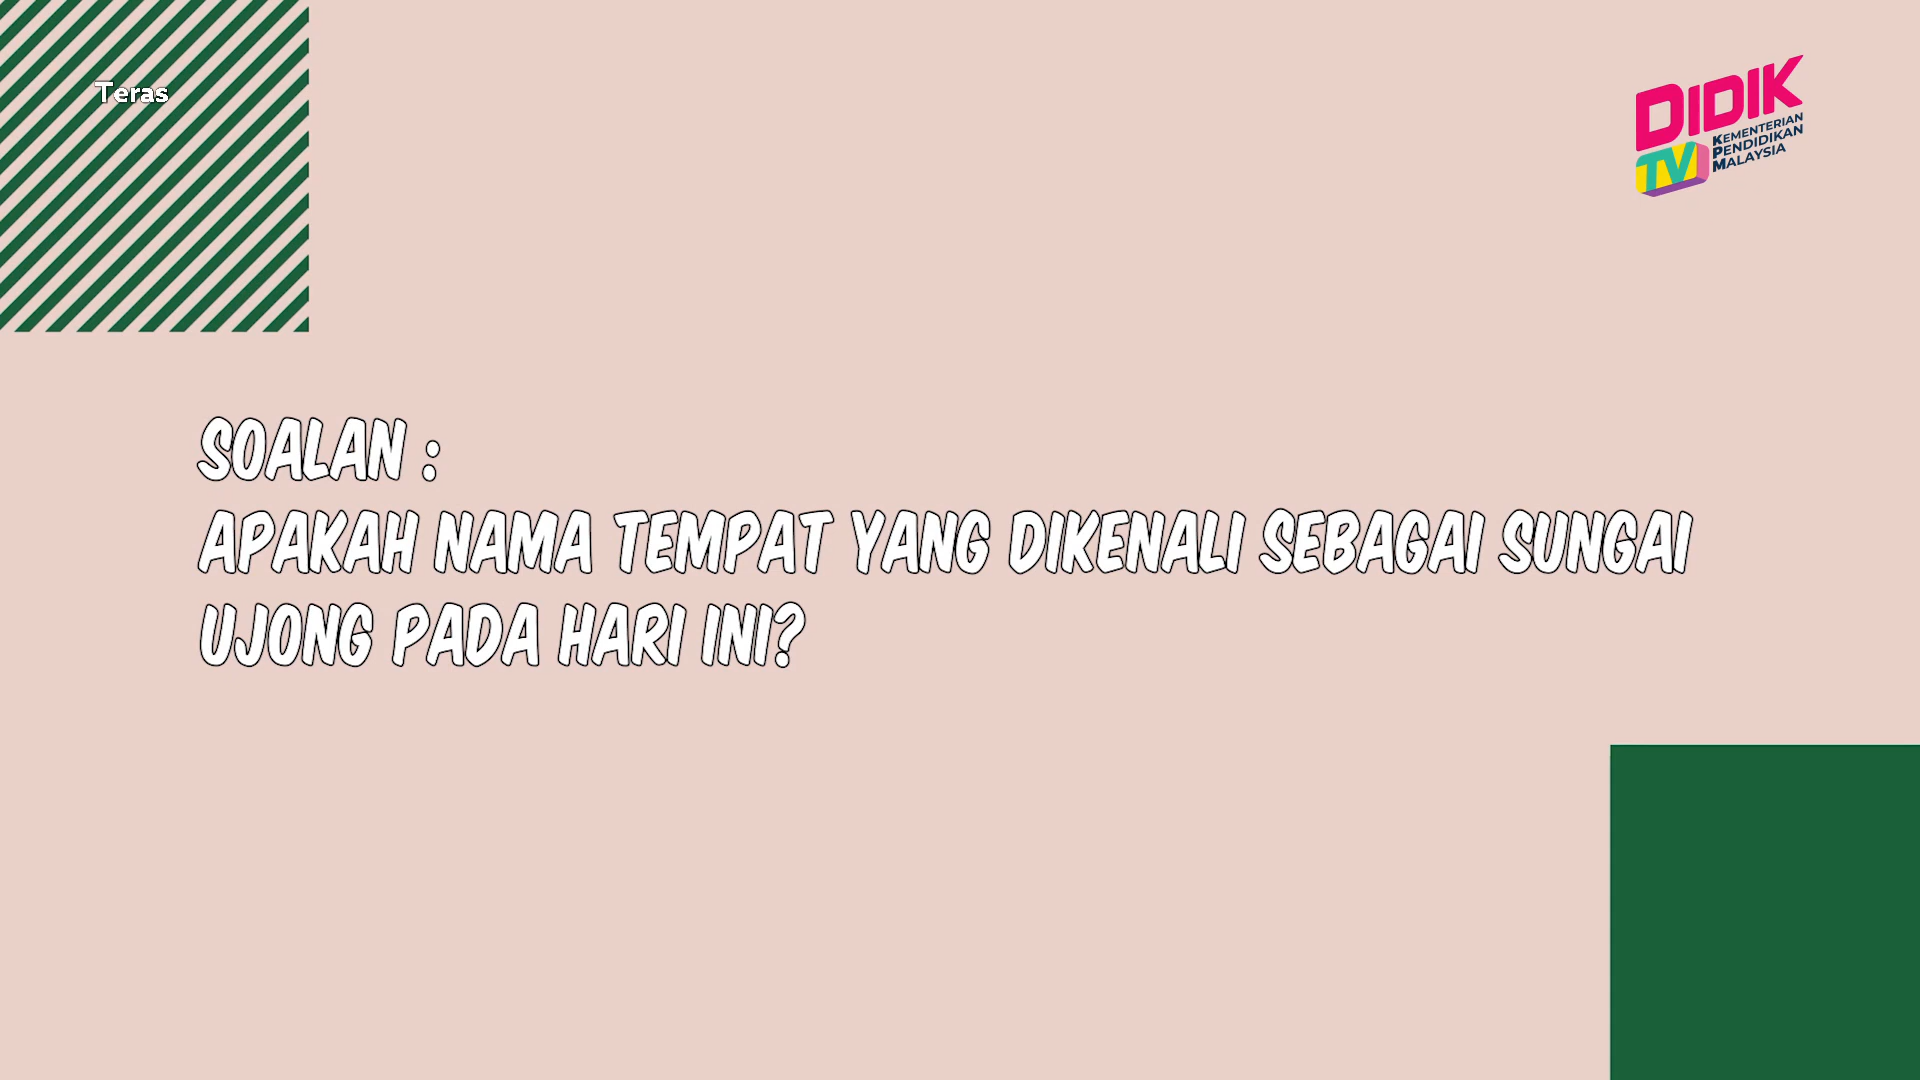 Teras
DIDIK
TV
KEMENTERIAN
PENDIDIKAN
MALAYSIA
SOALAN :
APAKAH NAMA TEMPAT YANG DIKENALI SEBAGAI SUNGAI
UJONG PADA HARI INI?